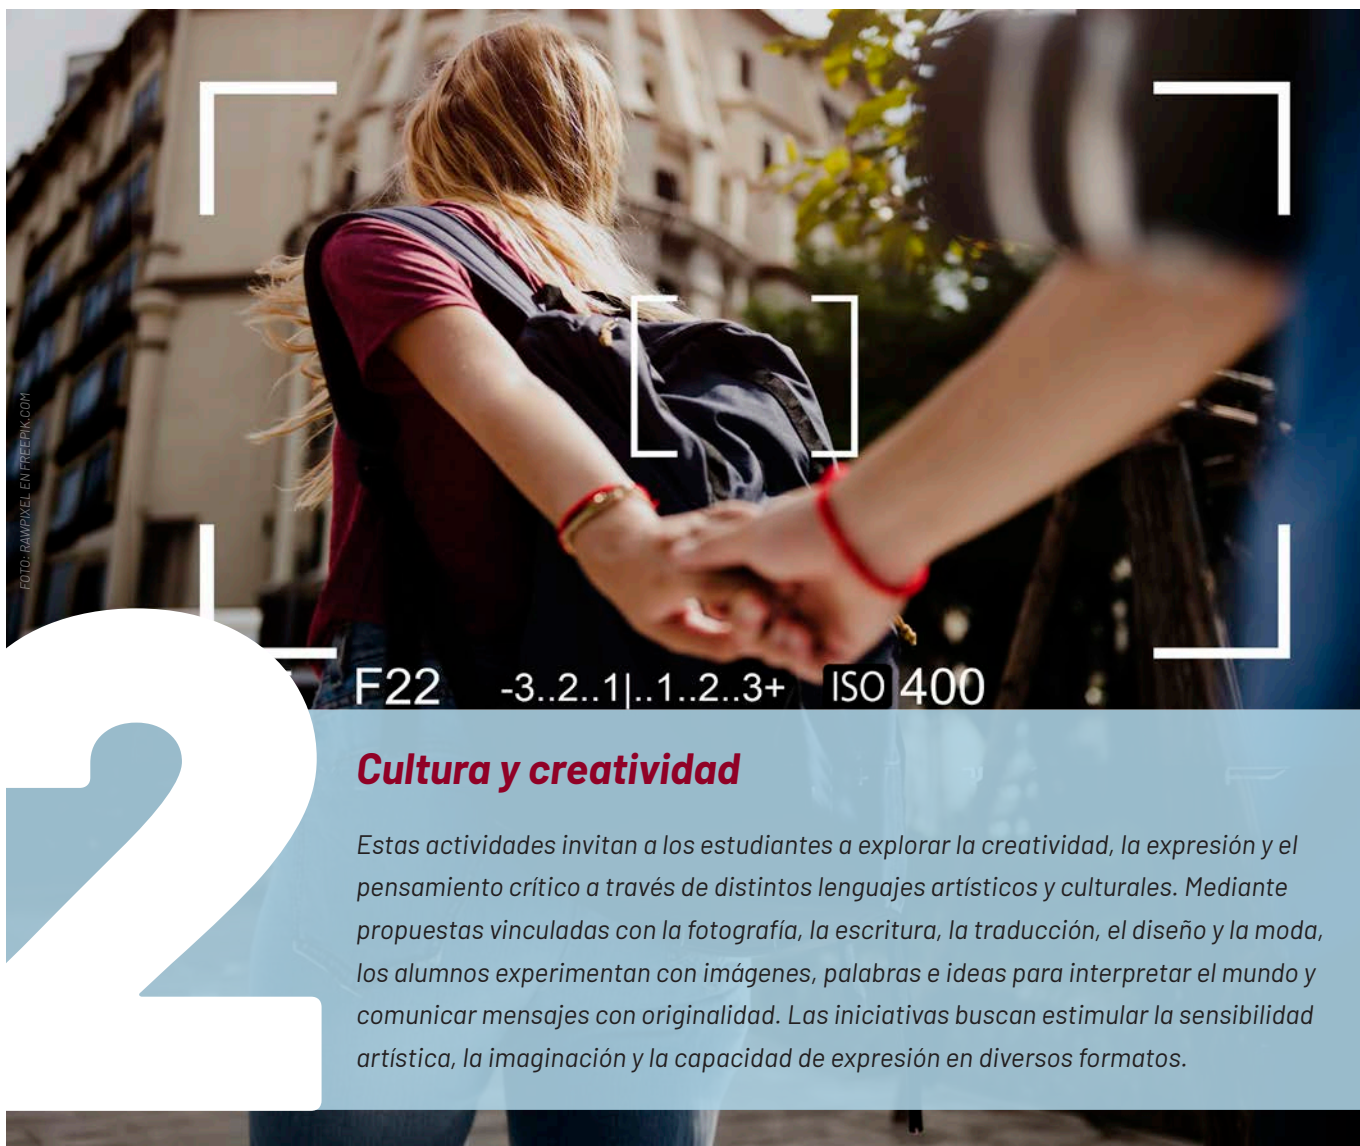 FOTO: RAWPIXEL EN FREEPIK.COM
F22 -3..2..1|..1..2..3+ ISO 400
2
Cultura y creatividad
Estas actividades invitan a los estudiantes a explorar la creatividad, la expresión y el
pensamiento crítico a través de distintos lenguajes artísticos y culturales. Mediante
propuestas vinculadas con la fotografía, la escritura, la traducción, el diseño y la moda,
los alumnos experimentan con imágenes, palabras e ideas para interpretar el mundo y
comunicar mensajes con originalidad. Las iniciativas buscan estimular la sensibilidad
artística, la imaginación y la capacidad de expresión en diversos formatos.